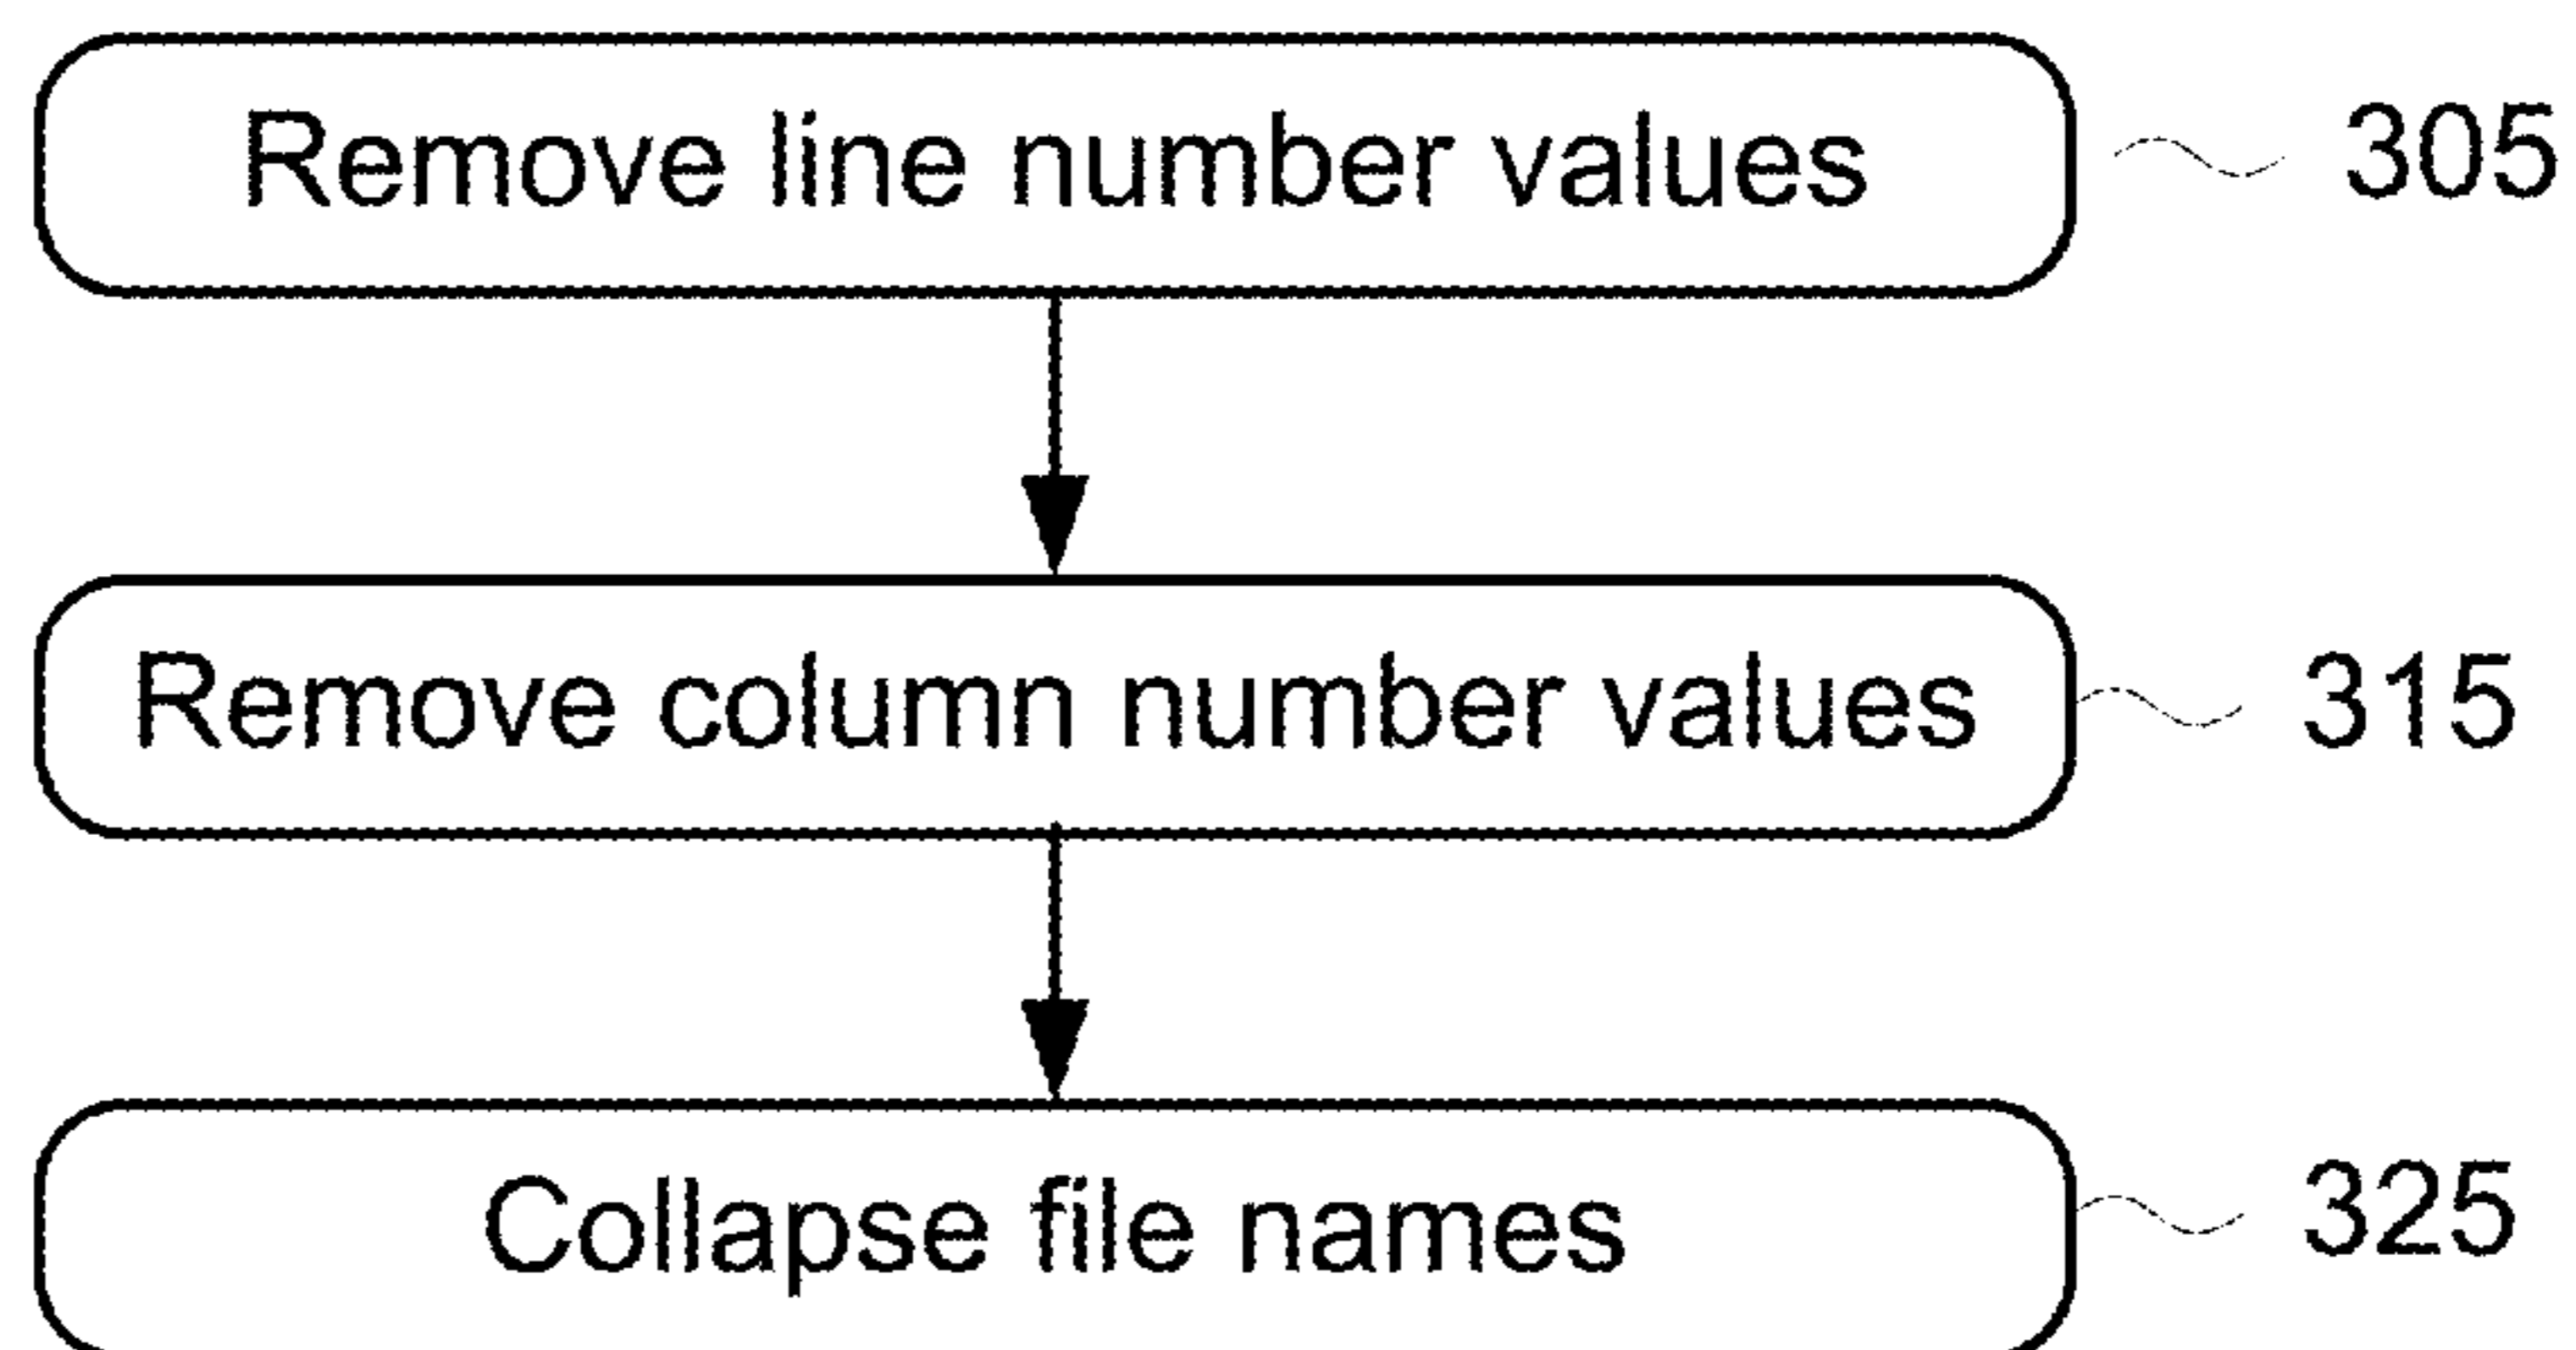 Remove line number values 305
Remove column number values 315
Collapse file names 325